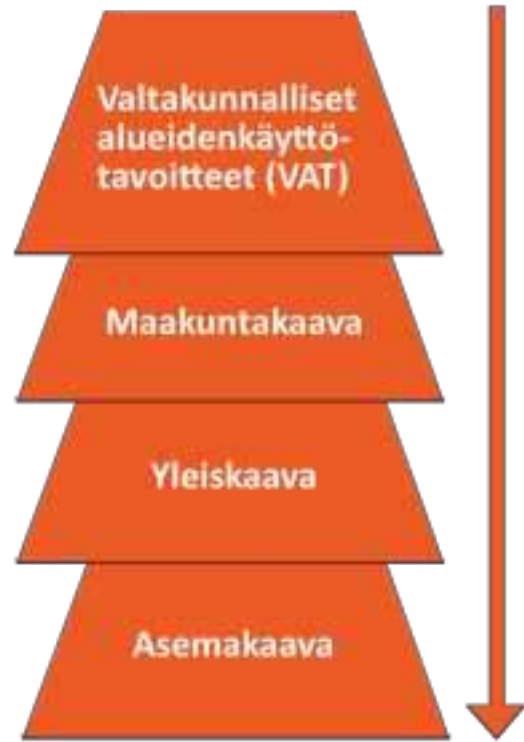 Valtakunnalliset
alueidenkäyttö-
tavoitteet (VAT)
Maakuntakaava
Yleiskaava
Asemakaava